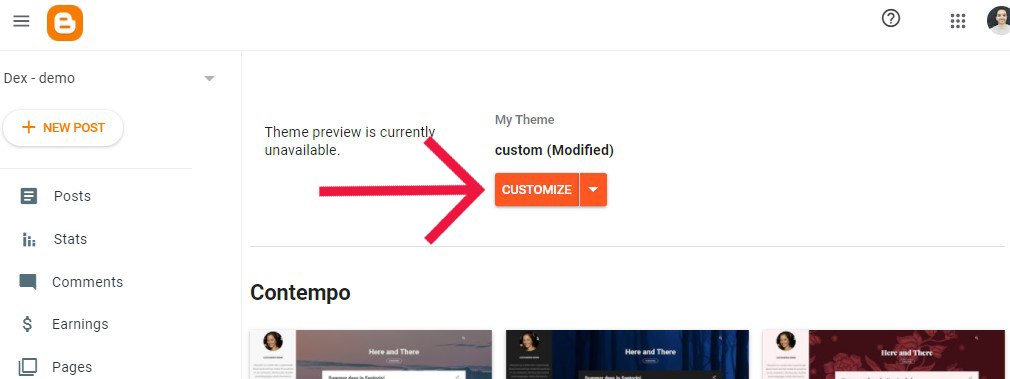 Dex - demo
NEW POST
Posts
Stats
Comments
Earnings
Pages
Theme preview is currently
unavailable.
My Theme
custom (Modified)
CUSTOMIZE
Contempo
Here and There
Here and There
Here and There